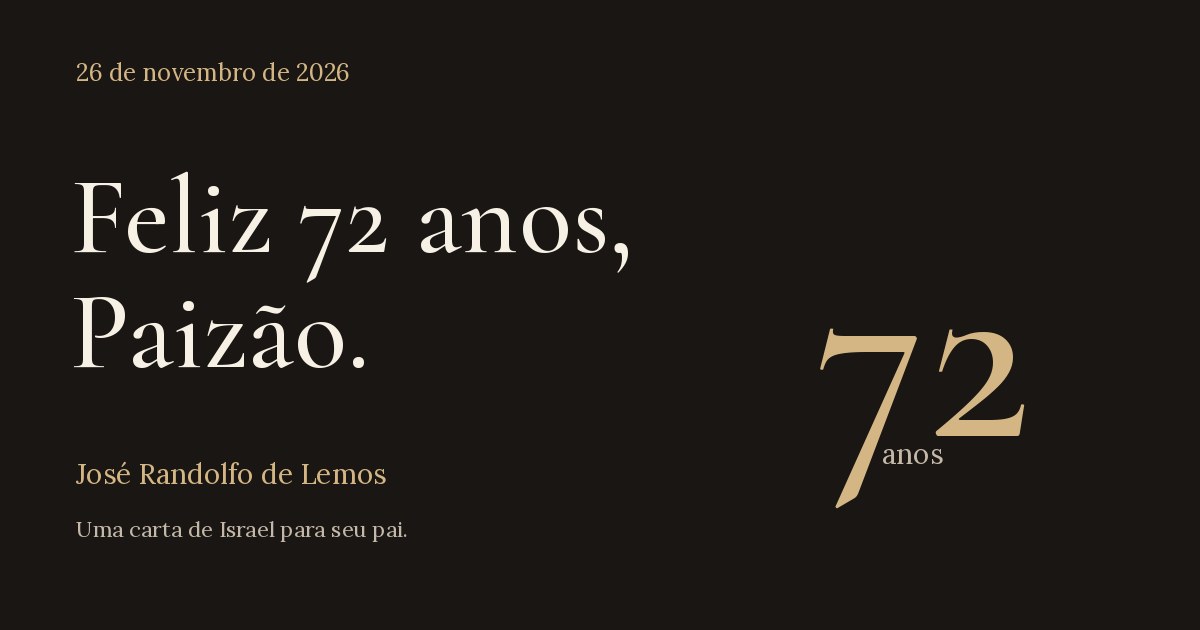 26 de novembro de 2026
Feliz 72 anos,
Paizão.
José Randolfo de Lemos
Uma carta de Israel para seu pai.
72
anos